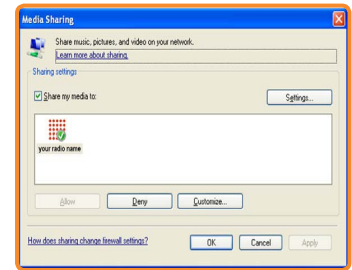 Media Sharing
Share music, pictures, and video on your network.
Learn more about sharing.
Sharing settings
Share my media to:
Settings...
your radio name
Allow
Deny
Customize...
How does sharing change firewall settings?
OK
Cancel
Apply